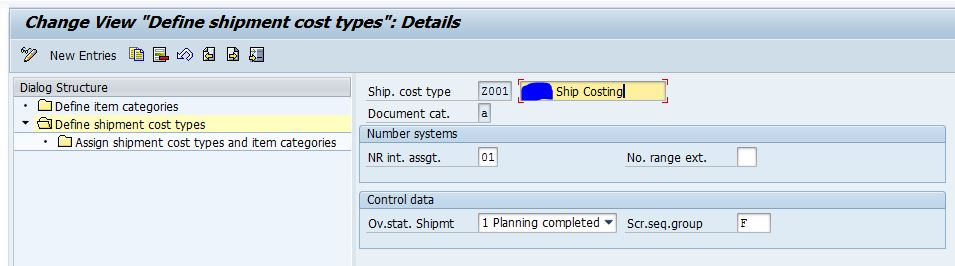 Change View "Define shipment cost types": Details
New Entries
Dialog Structure
Define item categories
Define shipment cost types
Assign shipment cost types and item categories
Ship. cost type Z001 Ship Costing
Document cat. a
Number systems
NR int. assgt. 01 No. range ext.
Control data
Ov.stat. Shipmt 1 Planning completed Scr.seq.group F